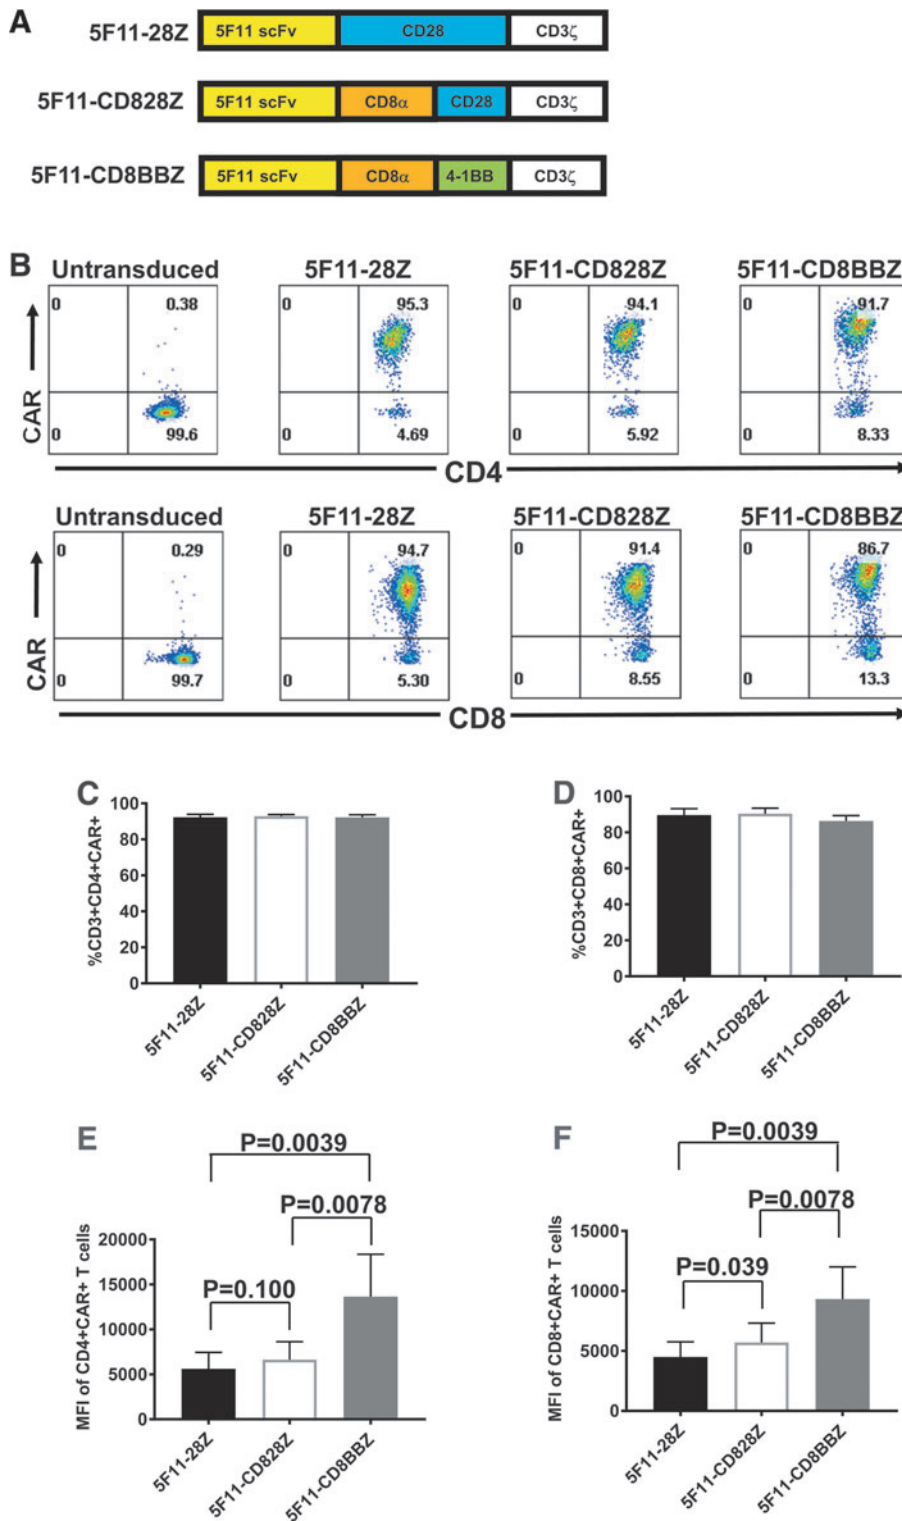 A
5F11-28Z
5F11 scFv CD28 CD3ζ
5F11-CD828Z
5F11 scFv CD8α CD28 CD3ζ
5F11-CD8BBZ
5F11 scFv CD8α 4-1BB CD3ζ
B
Untransduced 5F11-28Z 5F11-CD828Z 5F11-CD8BBZ
0 0.38 0 95.3 0 94.1 0 91.7
CAR
0 99.6 0 4.69 0 5.92 0 8.33
CD4
Untransduced 5F11-28Z 5F11-CD828Z 5F11-CD8BBZ
0 0.29 0 94.7 0 91.4 0 86.7
CAR
0 99.7 0 5.30 0 8.55 0 13.3
CD8
C
%CD3+CD4+CAR+
100
80
60
40
20
0
5F11-28Z
5F11-CD828Z
5F11-CD8BBZ
D
%CD3+CD8+CAR+
100
80
60
40
20
0
5F11-28Z
5F11-CD828Z
5F11-CD8BBZ
E
P=0.0039
P=0.0078
P=0.100
MFI of CD4+CAR+ T cells
20000
15000
10000
5000
0
5F11-28Z
5F11-CD828Z
5F11-CD8BBZ
F
P=0.0039
P=0.0078
P=0.039
MFI of CD8+CAR+ T cells
15000
10000
5000
0
5F11-28Z
5F11-CD828Z
5F11-CD8BBZ